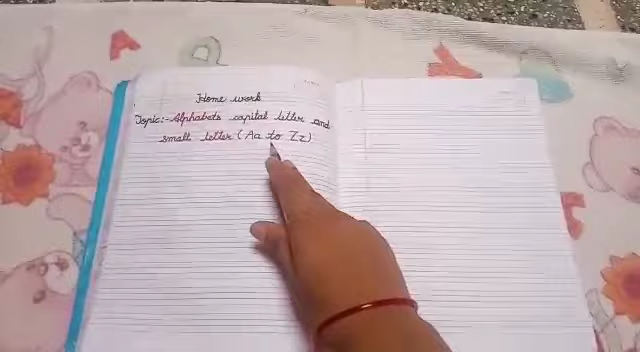 Home work
Topic:- Alphabets capital letter and
small letter (Aa to Zz)